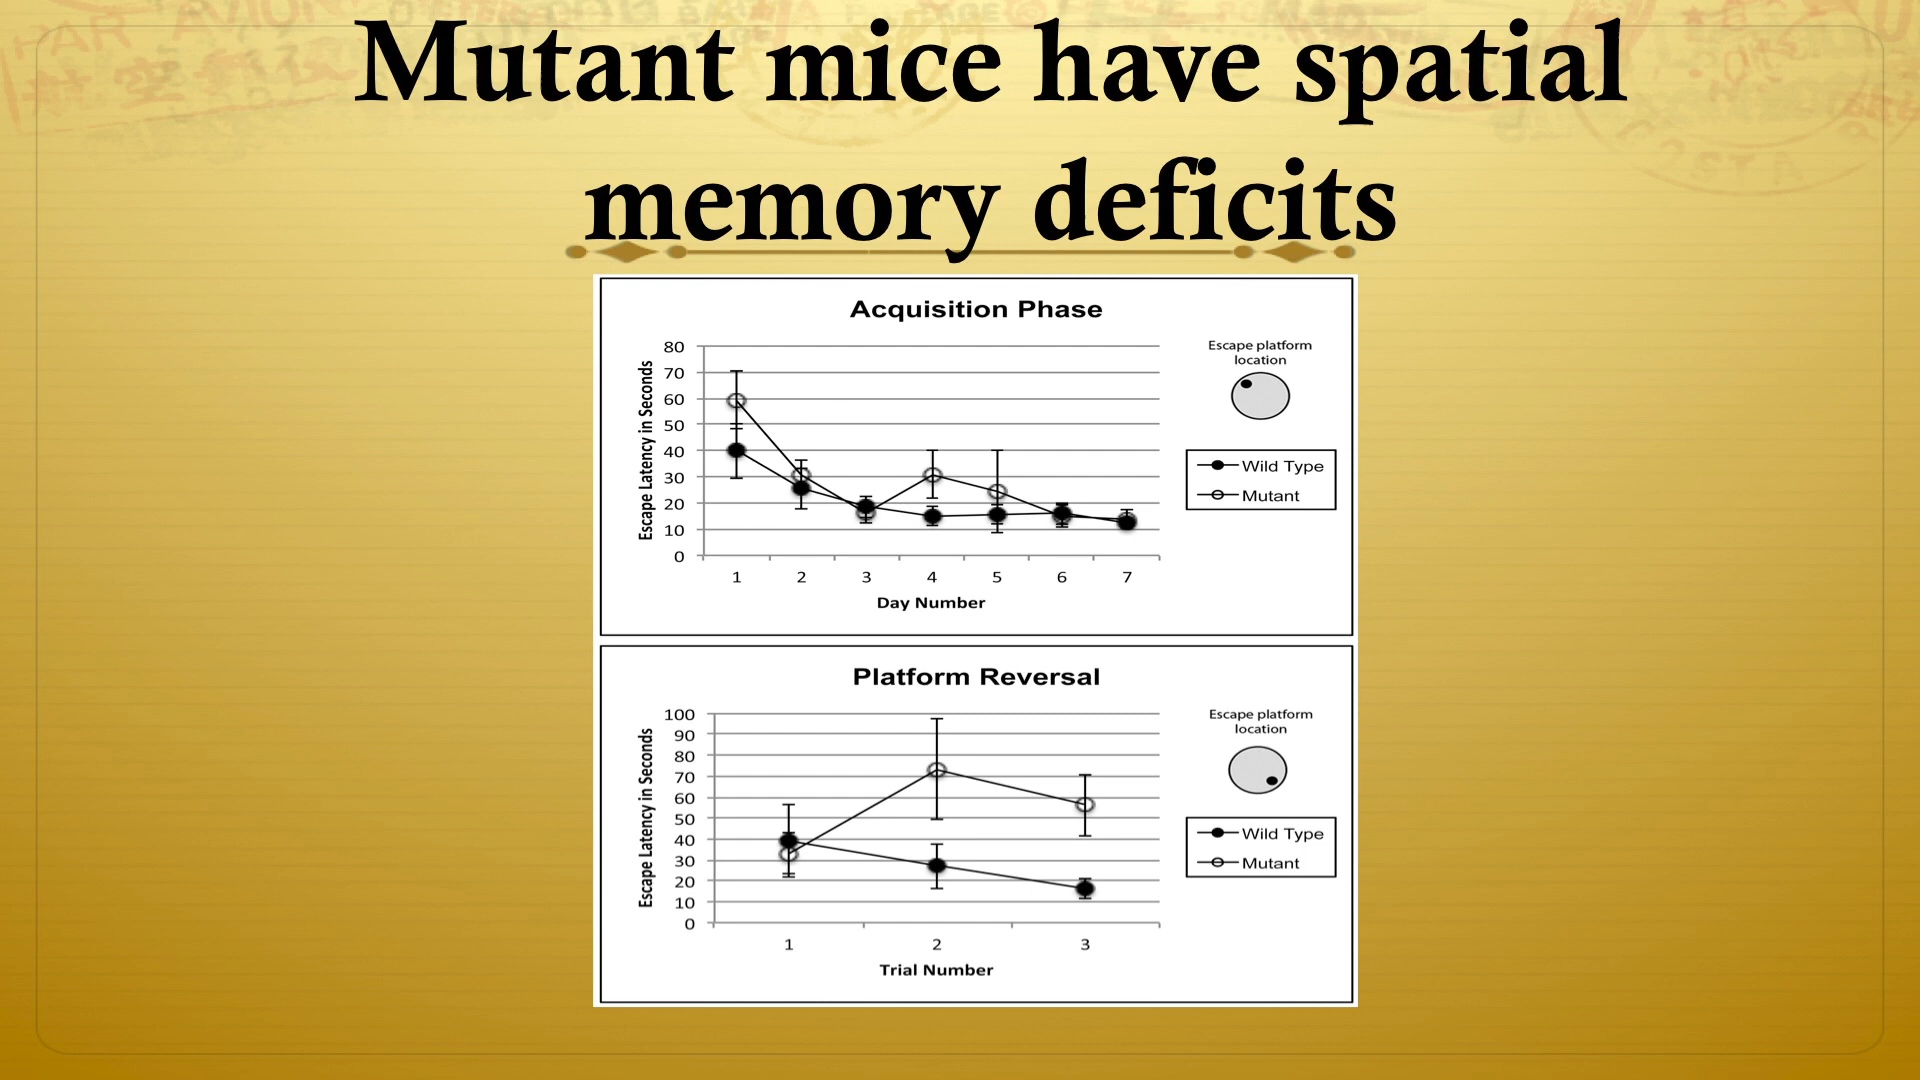 Mutant mice have spatial
memory deficits
Acquisition Phase
Escape Latency in Seconds
80
70
60
50
40
30
20
10
0
1 2 3 4 5 6 7
Day Number
Escape platform
location
Wild Type
Mutant
Platform Reversal
Escape Latency in Seconds
100
90
80
70
60
50
40
30
20
10
0
1 2 3
Trial Number
Escape platform
location
Wild Type
Mutant